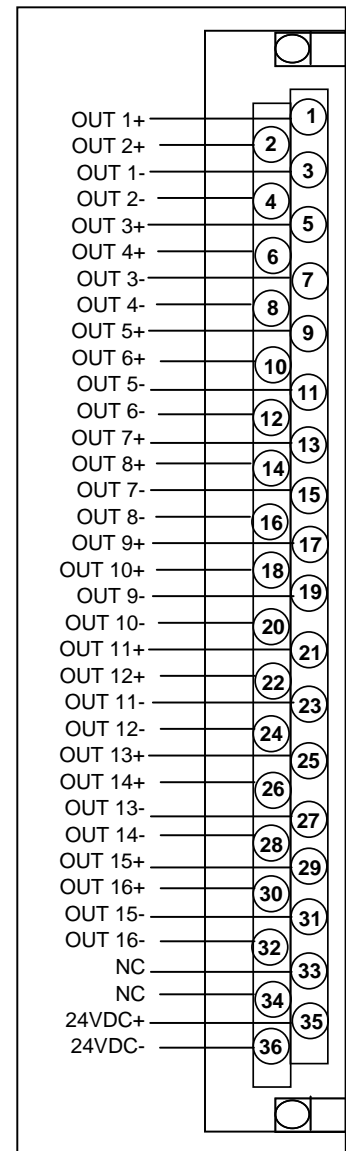 OUT 1+ 1
OUT 2+ 2
OUT 1- 3
OUT 2- 4
OUT 3+ 5
OUT 4+ 6
OUT 3- 7
OUT 4- 8
OUT 5+ 9
OUT 6+ 10
OUT 5- 11
OUT 6- 12
OUT 7+ 13
OUT 8+ 14
OUT 7- 15
OUT 8- 16
OUT 9+ 17
OUT 10+ 18
OUT 9- 19
OUT 10- 20
OUT 11+ 21
OUT 12+ 22
OUT 11- 23
OUT 12- 24
OUT 13+ 25
OUT 14+ 26
OUT 13- 27
OUT 14- 28
OUT 15+ 29
OUT 16+ 30
OUT 15- 31
OUT 16- 32
NC 33
NC 34
24VDC+ 35
24VDC- 36